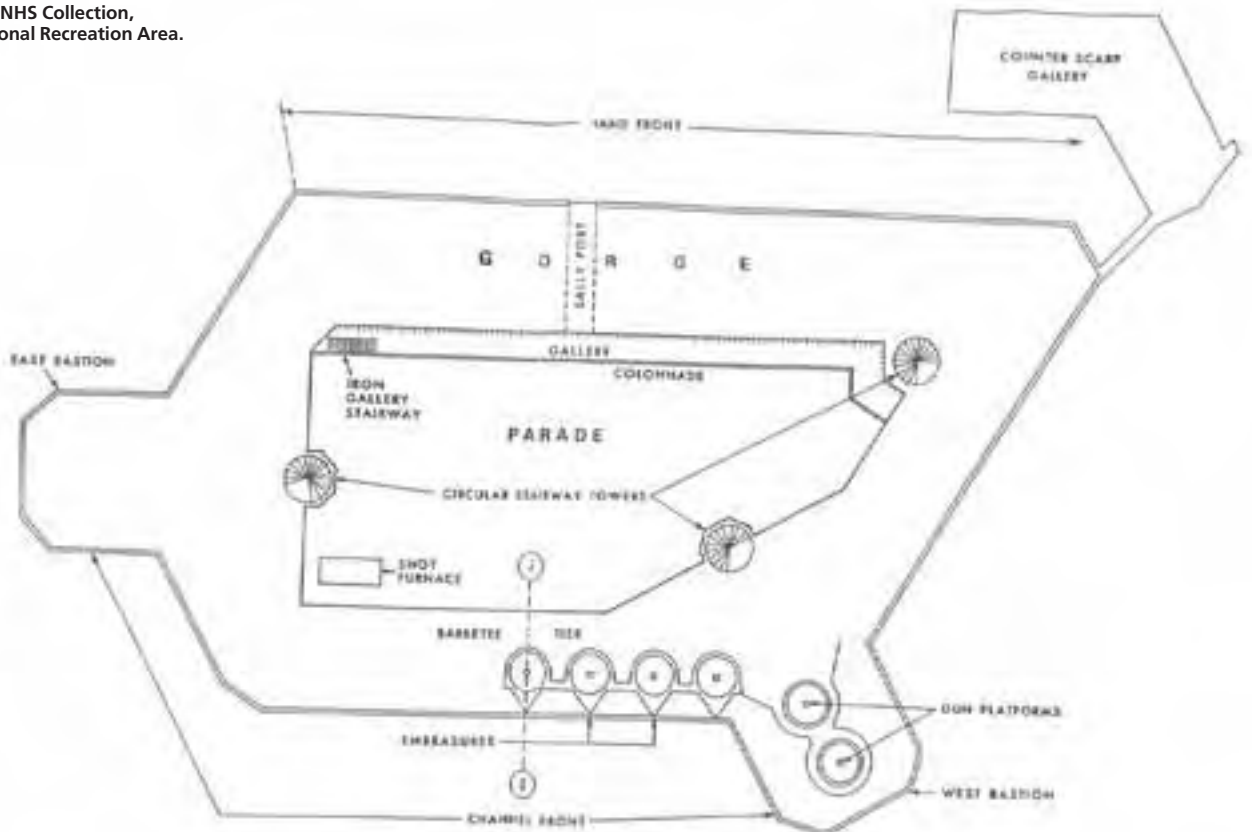 NHS Collection,
onal Recreation Area.
COUNTER SCARP
GALLERY
LAND FRONT
GORGE
SALLY PORT
GALLERY
COLONNADE
EAST BASTION
IRON
GALLERY
STAIRWAY
PARADE
CIRCULAR STAIRWAY TOWERS
SHOT
FURNACE
BARBETTE TIER
GUN PLATFORMS
EMBRASURES
WEST BASTION
CHANNEL FRONT